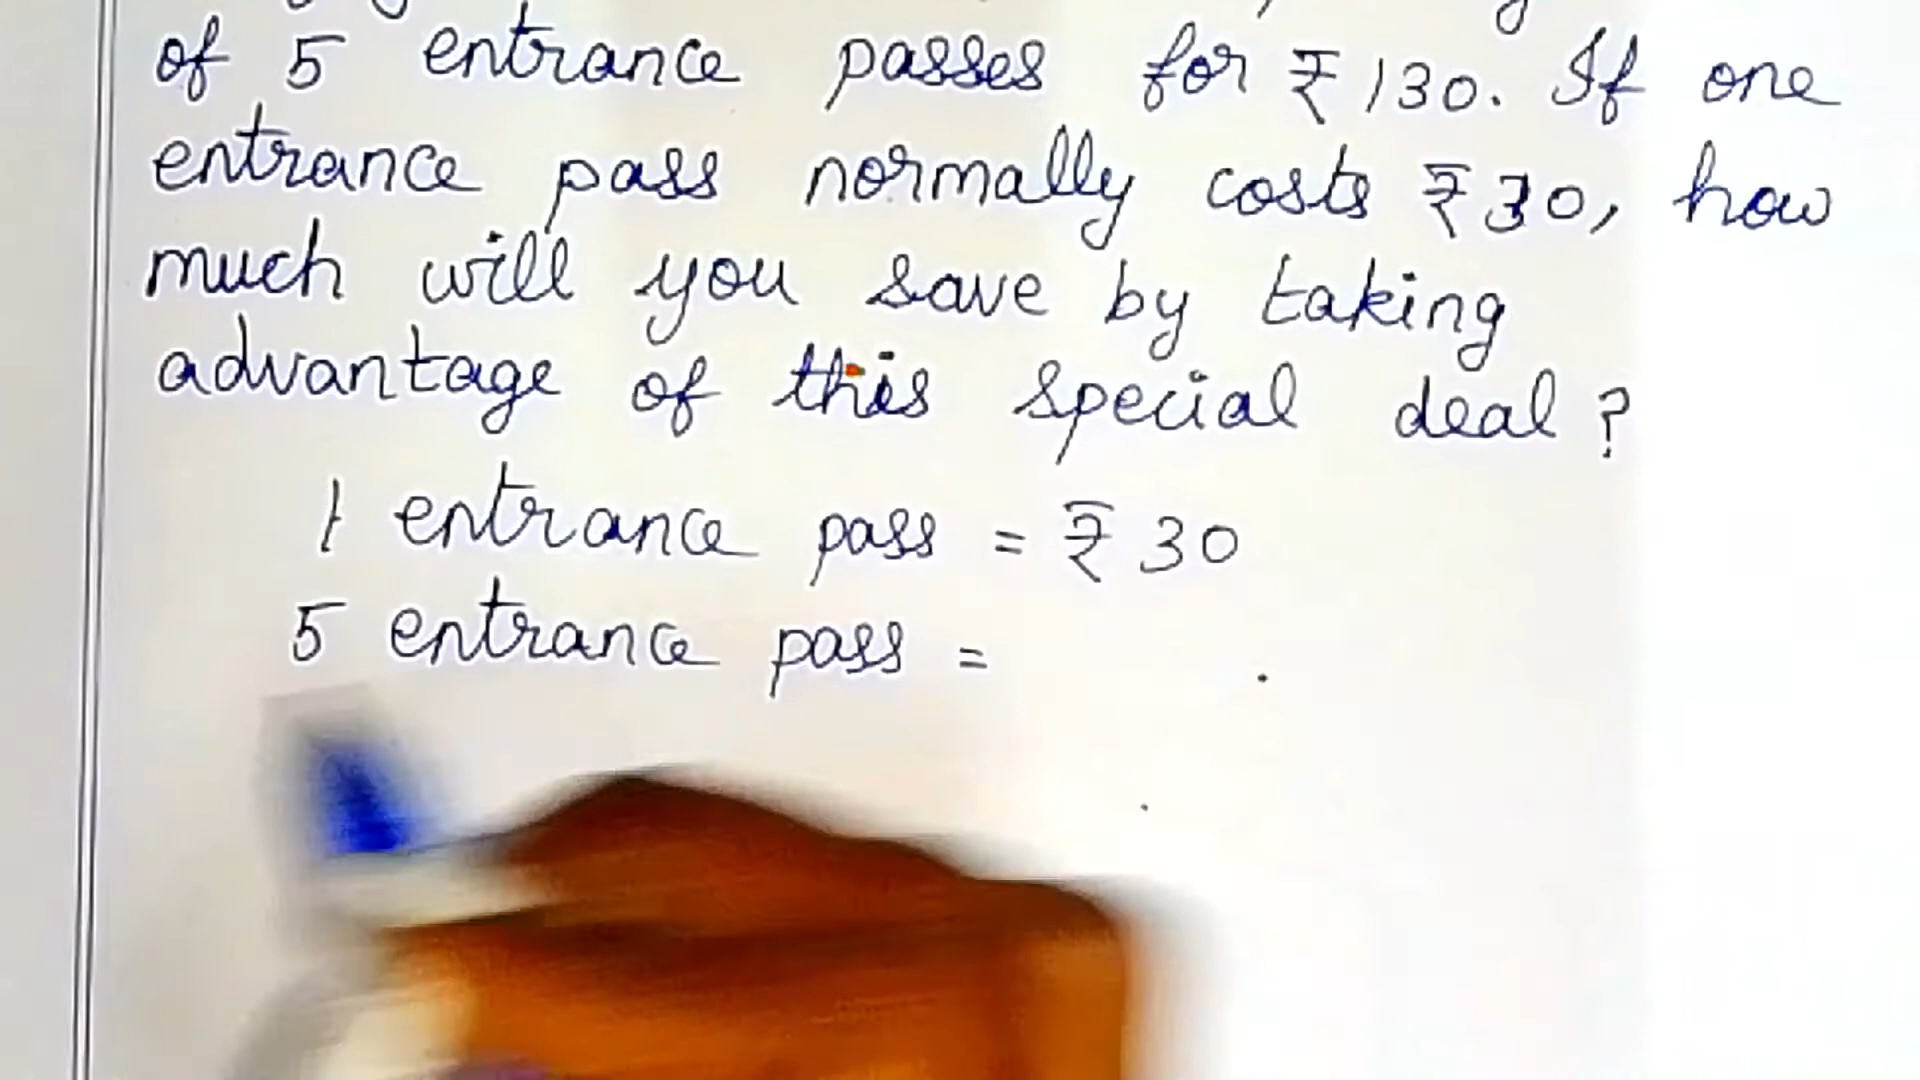 of 5 entrance passes for ₹130. If one
entrance pass normally costs ₹30, how
much will you save by taking
advantage of this special deal?
1 entrance pass = ₹30
5 entrance pass =